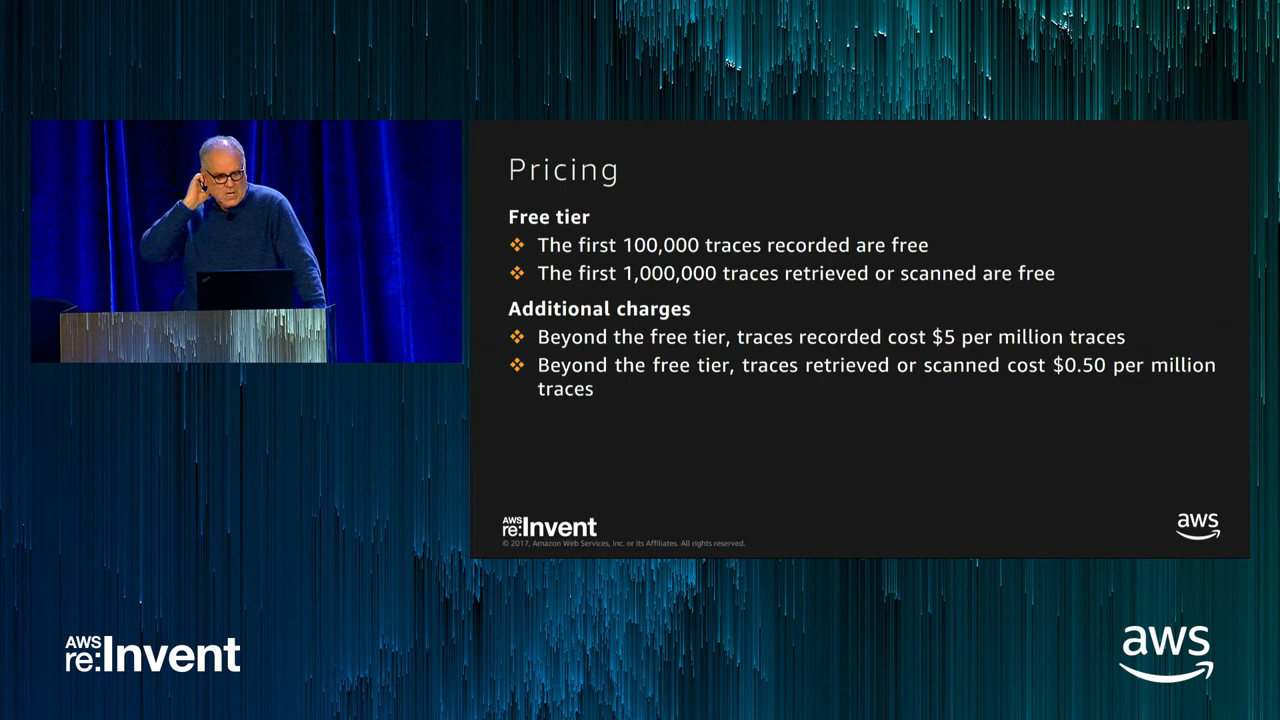 Pricing
Free tier
❖ The first 100,000 traces recorded are free
❖ The first 1,000,000 traces retrieved or scanned are free
Additional charges
❖ Beyond the free tier, traces recorded cost $5 per million traces
❖ Beyond the free tier, traces retrieved or scanned cost $0.50 per million
traces
AWS
re:Invent
© 2017, Amazon Web Services, Inc. or its Affiliates. All rights reserved.
aws
AWS
re:Invent
aws